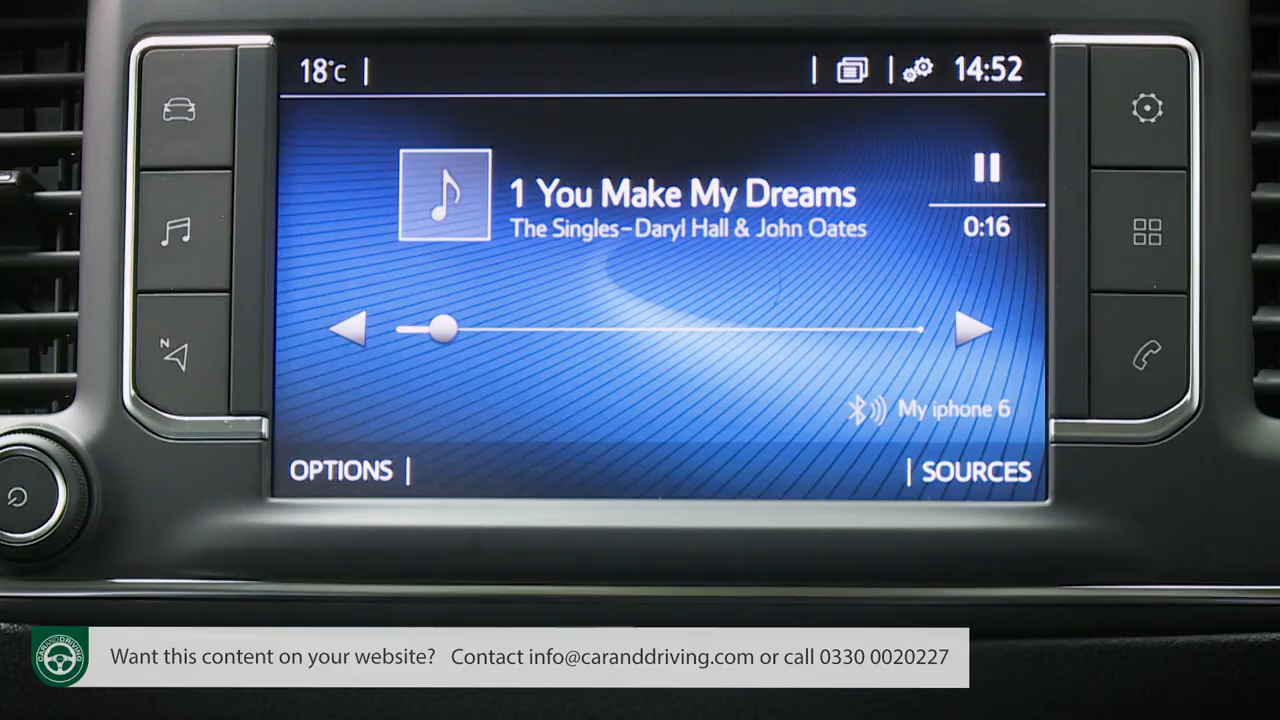 18°C
14:52
1 You Make My Dreams
The Singles-Daryl Hall & John Oates
0:16
N
My iphone 6
OPTIONS
SOURCES
CARANDDRIVING
Want this content on your website? Contact info@caranddriving.com or call 0330 0020227